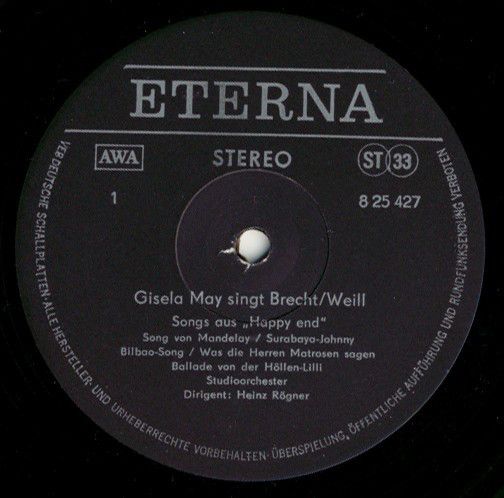 ETERNA
AWA
STEREO
ST 33
1
8 25 427
Gisela May singt Brecht/Weill
Songs aus „Happy end"
Song von Mandelay / Surabaya-Johnny
Bilbao-Song / Was die Herren Matrosen sagen
Ballade von der Höllen-Lilli
Studioorchester
Dirigent: Heinz Rögner
VEB DEUTSCHE SCHALLPLATTEN · ALLE HERSTELLER- UND URHEBERRECHTE VORBEHALTEN · ÜBERSPIELUNG, ÖFFENTLICHE AUFFÜHRUNG UND RUNDFUNKSENDUNG VERBOTEN